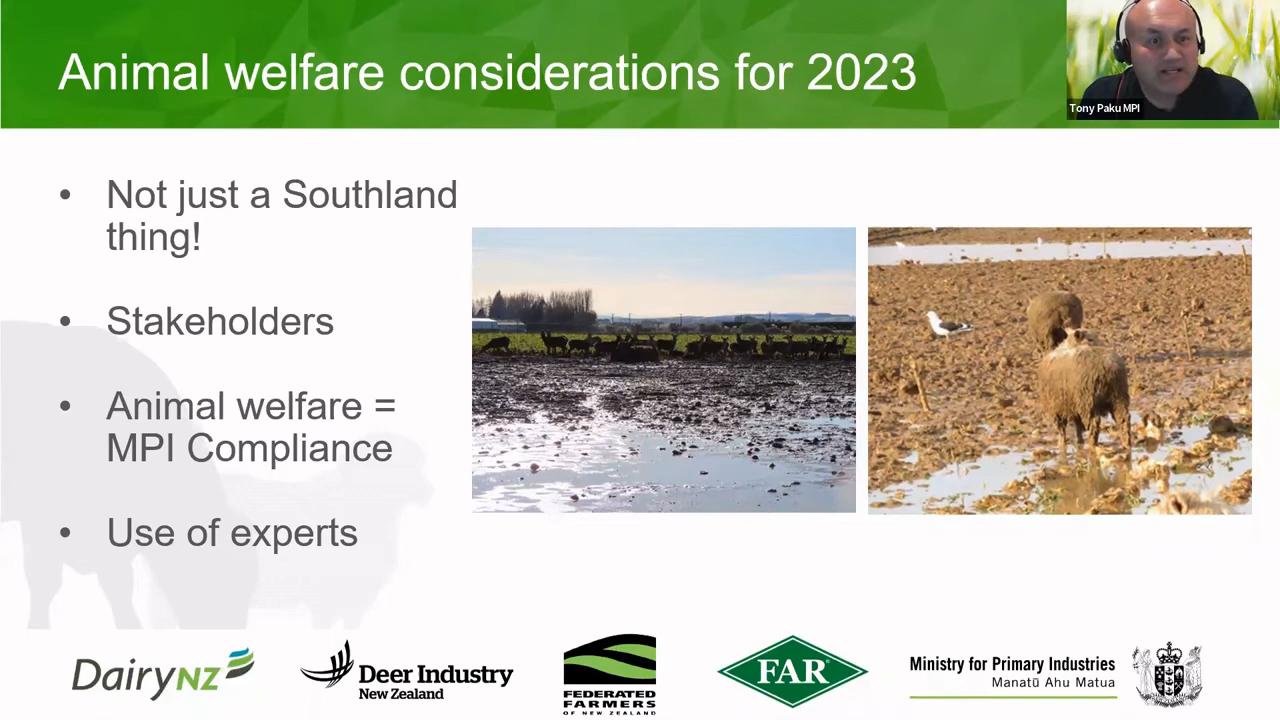 Animal welfare considerations for 2023
Tony Paku MPI
• Not just a Southland
thing!
• Stakeholders
• Animal welfare =
MPI Compliance
• Use of experts
DairyNZ
Deer Industry
New Zealand
FEDERATED
FARMERS
OF NEW ZEALAND
FAR
Ministry for Primary Industries
Manatū Ahu Matua